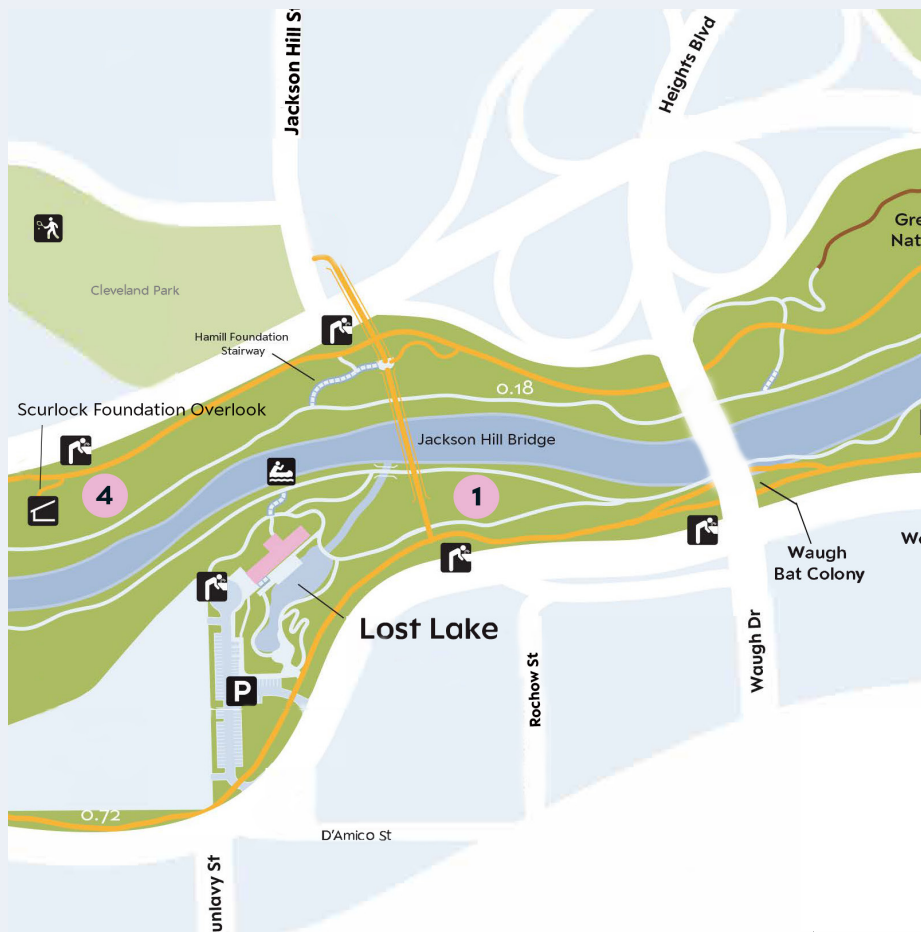 Jackson Hill St
Heights Blvd
Gre
Nat
Cleveland Park
Hamill Foundation
Stairway
0.18
Scurlock Foundation Overlook
Jackson Hill Bridge
4
1
Waugh
Bat Colony
We
Lost Lake
P
Rochow St
Waugh Dr
0.72
D'Amico St
unlavy St